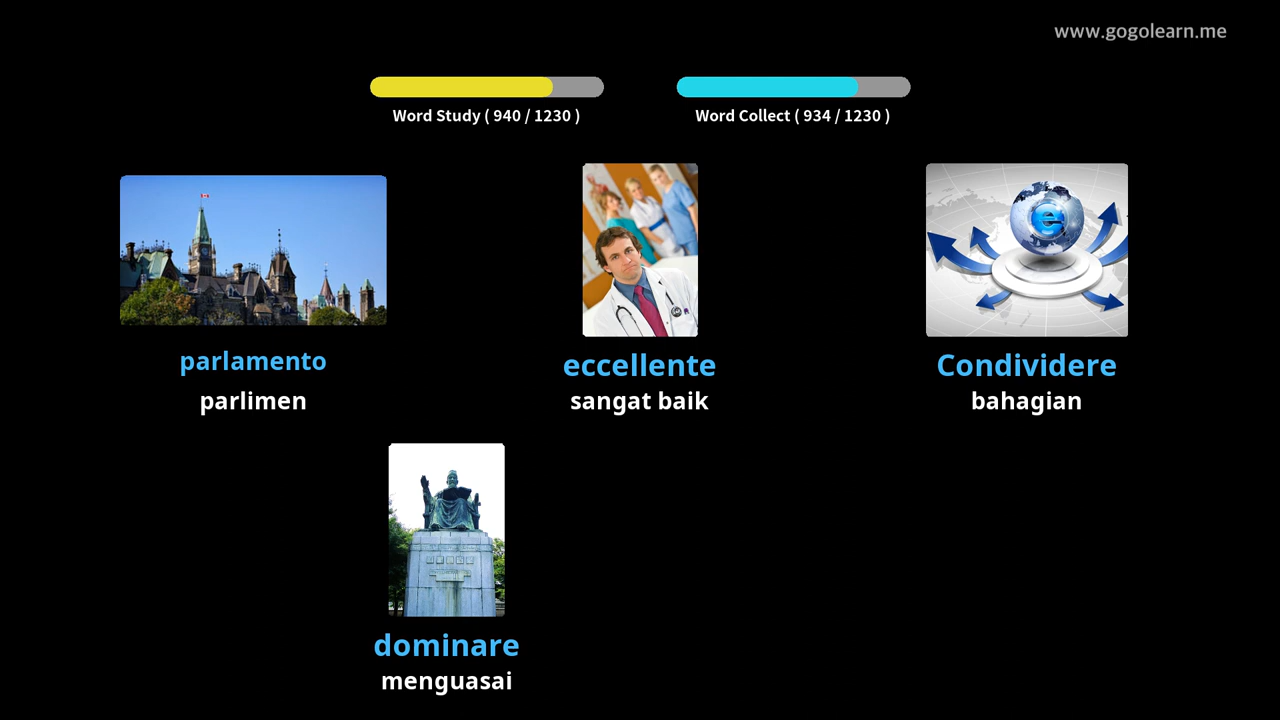 www.gogolearn.me
Word Study ( 940 / 1230 )
Word Collect ( 934 / 1230 )
parlamento
parlimen
eccellente
sangat baik
Condividere
bahagian
dominare
menguasai